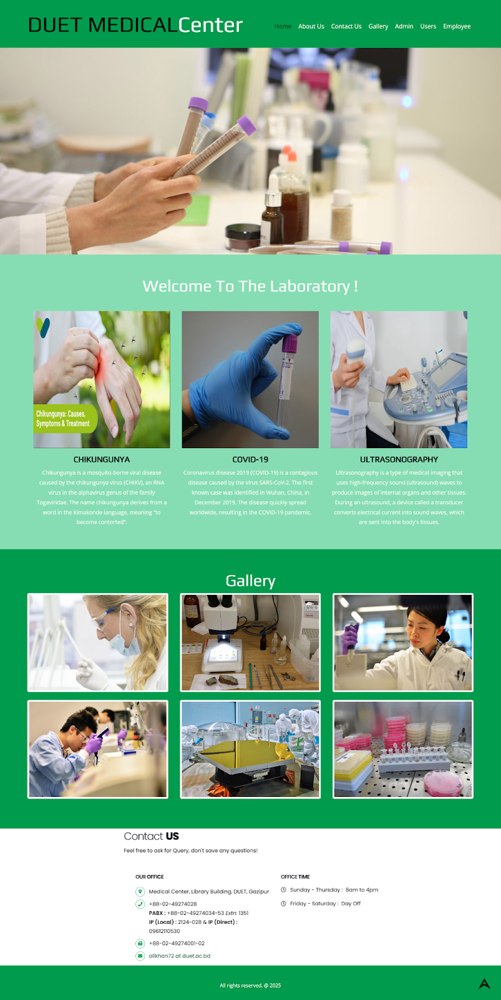 DUET MEDICALCenter
Home About Us Contact Us Gallery Admin Users Employee
Welcome To The Laboratory !
Chikungunya: Causes,
Symptoms & Treatment
CHIKUNGUNYA
Chikungunya is a mosquito-borne viral disease
caused by the chikungunya virus (CHIKV), an RNA
virus in the alphavirus genus of the family
Togaviridae. The name chikungunya derives from a
word in the Kimakonde language, meaning “to
become contorted”.
COVID-19
Coronavirus disease 2019 (COVID-19) is a contagious
disease caused by the virus SARS-CoV-2. The first
known case was identified in Wuhan, China, in
December 2019. The disease quickly spread
worldwide, resulting in the COVID-19 pandemic.
ULTRASONOGRAPHY
Ultrasonography is a type of medical imaging that
uses high-frequency sound (ultrasound) waves to
produce images of internal organs and other tissues.
During an ultrasound, a device called a transducer
converts electrical current into sound waves, which
are sent into the body's tissues.
Gallery
Contact US
Feel free to ask for Query, don't save any questions!
OUR OFFICE
Medical Center, Library Building, DUET, Gazipur
+88-02-49274028
PABX : +88-02-49274034-53 Extn: 1351
IP (Local) : 2124-028 & IP (Direct) :
09612110530
+88-02-49274001-02
alikhan72 at duet.ac.bd
OFFICE TIME
Sunday - Thursday : 8am to 4pm
Friday - Saturday : Day Off
All rights reserved. @ 2025